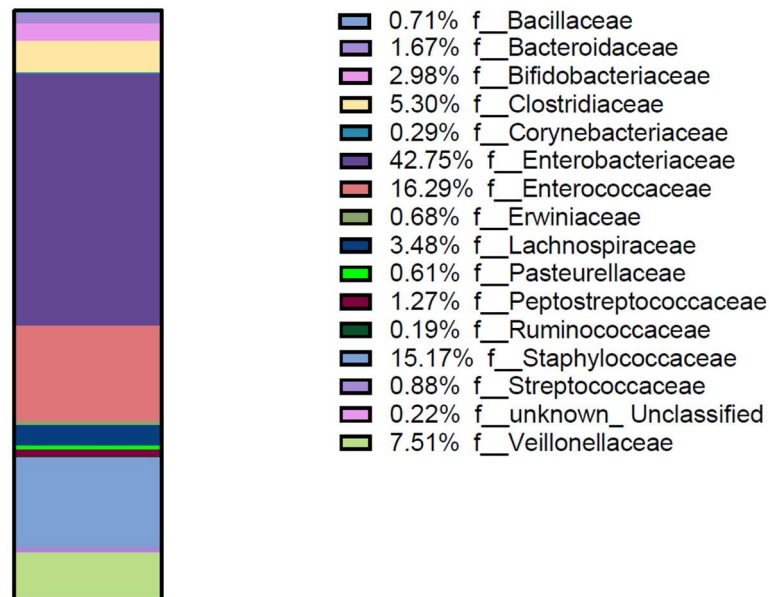 0.71% f__Bacillaceae
1.67% f__Bacteroidaceae
2.98% f__Bifidobacteriaceae
5.30% f__Clostridiaceae
0.29% f__Corynebacteriaceae
42.75% f__Enterobacteriaceae
16.29% f__Enterococcaceae
0.68% f__Erwiniaceae
3.48% f__Lachnospiraceae
0.61% f__Pasteurellaceae
1.27% f__Peptostreptococcaceae
0.19% f__Ruminococcaceae
15.17% f__Staphylococcaceae
0.88% f__Streptococcaceae
0.22% f__unknown_ Unclassified
7.51% f__Veillonellaceae